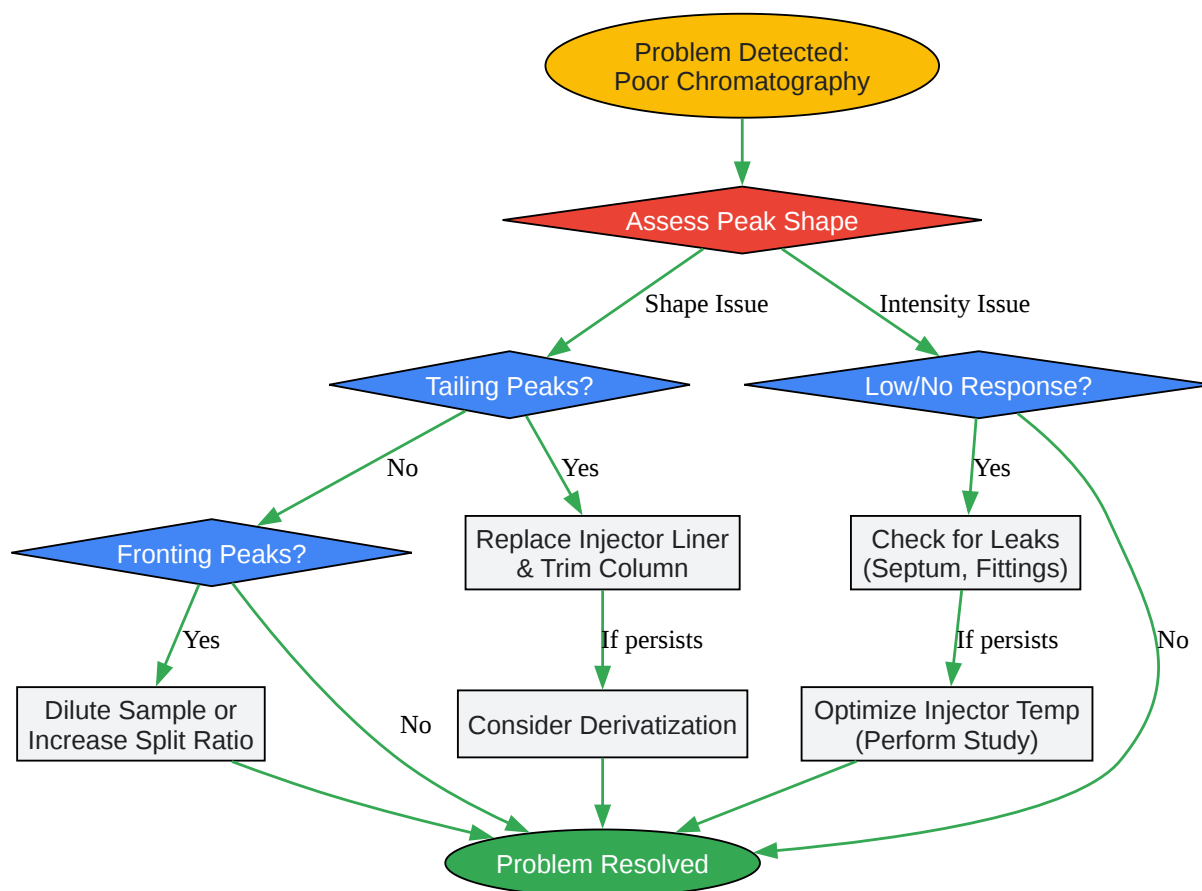 Problem Detected:
Poor Chromatography
Assess Peak Shape
Shape Issue
Intensity Issue
Tailing Peaks?
Low/No Response?
No
Yes
Yes
Fronting Peaks?
Replace Injector Liner
& Trim Column
Check for Leaks
(Septum, Fittings)
Yes
If persists
If persists
No
Dilute Sample or
Increase Split Ratio
No
Consider Derivatization
Optimize Injector Temp
(Perform Study)
Problem Resolved